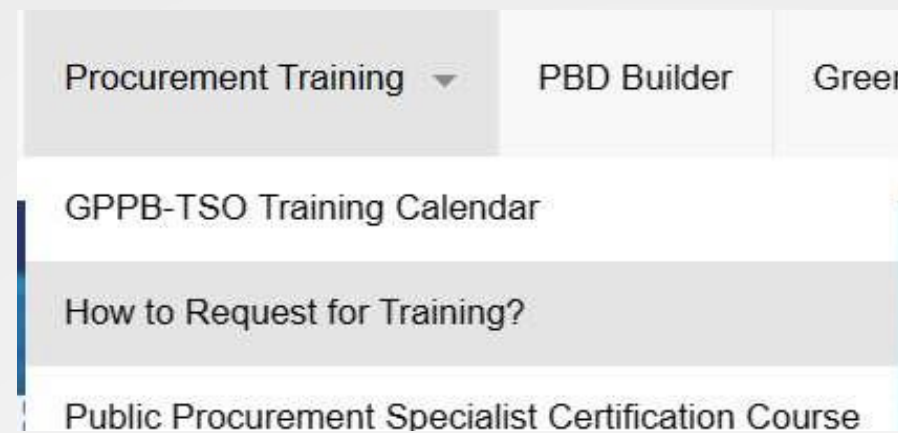 Procurement Training PBD Builder
GPPB-TSO Training Calendar
How to Request for Training?
Public Procurement Specialist Certification Course